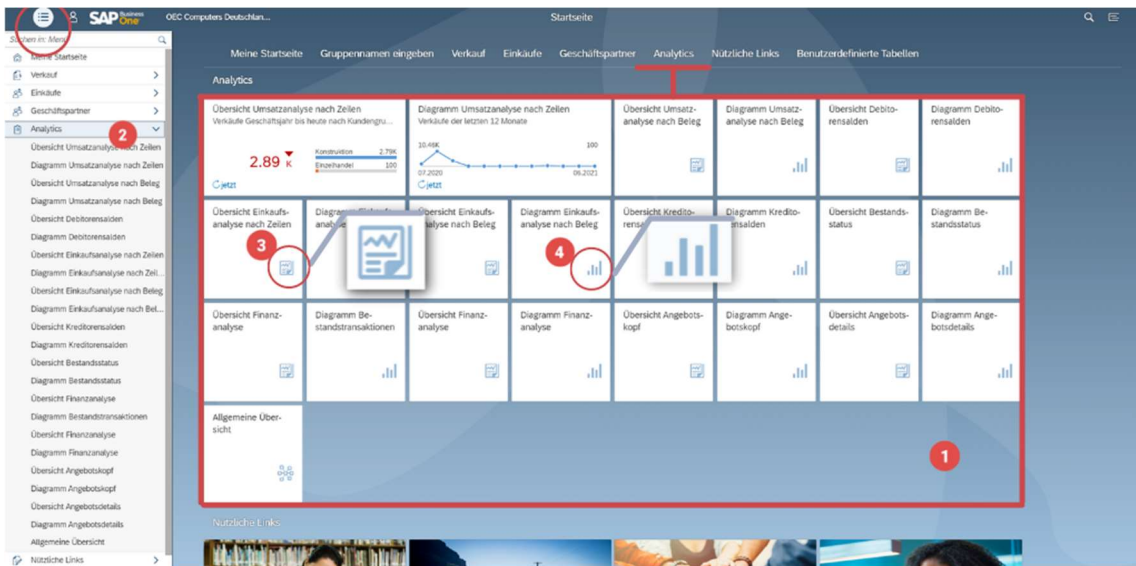 SAP Business One
OEC Computers Deutschlan...
Startseite
Suchen in: Menü
Meine Startseite
Verkauf
Einkäufe
Geschäftspartner
Analytics
2
Übersicht Umsatzanalyse nach Zeilen
Diagramm Umsatzanalyse nach Zeilen
Übersicht Umsatzanalyse nach Beleg
Diagramm Umsatzanalyse nach Beleg
Übersicht Debitorensalden
Diagramm Debitorensalden
Übersicht Einkaufsanalyse nach Zeilen
Diagramm Einkaufsanalyse nach Zeil...
Übersicht Einkaufsanalyse nach Beleg
Diagramm Einkaufsanalyse nach Bel...
Übersicht Kreditorensalden
Diagramm Kreditorensalden
Übersicht Bestandsstatus
Diagramm Bestandsstatus
Übersicht Finanzanalyse
Diagramm Bestandstransaktionen
Übersicht Finanzanalyse
Diagramm Finanzanalyse
Übersicht Angebotskopf
Diagramm Angebotskopf
Übersicht Angebotsdetails
Diagramm Angebotsdetails
Allgemeine Übersicht
Nützliche Links
Meine Startseite Gruppennamen eingeben Verkauf Einkäufe Geschäftspartner Analytics Nützliche Links Benutzerdefinierte Tabellen
Analytics
Übersicht Umsatzanalyse nach Zeilen
Verkäufe Geschäftsjahr bis heute nach Kundengru...
2.89 K
Konstruktion 2.79K
Einzelhandel 100
jetzt
Diagramm Umsatzanalyse nach Zeilen
Verkäufe der letzten 12 Monate
10.46K 100
07.2020 06.2021
jetzt
Übersicht Umsatz-
analyse nach Beleg
Diagramm Umsatz-
analyse nach Beleg
Übersicht Debito-
rensalden
Diagramm Debito-
rensalden
Übersicht Einkaufs-
analyse nach Zeilen
3
Übersicht Einkaufs-
analyse nach Beleg
Diagramm Einkaufs-
analyse nach Beleg
4
Übersicht Kredito-
Diagramm Kredito-
rensalden
Übersicht Bestands-
status
Diagramm Be-
standsstatus
Übersicht Finanz-
analyse
Diagramm Be-
standstransaktionen
Übersicht Finanz-
analyse
Diagramm Finanz-
analyse
Übersicht Angebots-
kopf
Diagramm Ange-
botskopf
Übersicht Angebots-
details
Diagramm Ange-
botsdetails
Allgemeine Über-
sicht
1
Nützliche Links